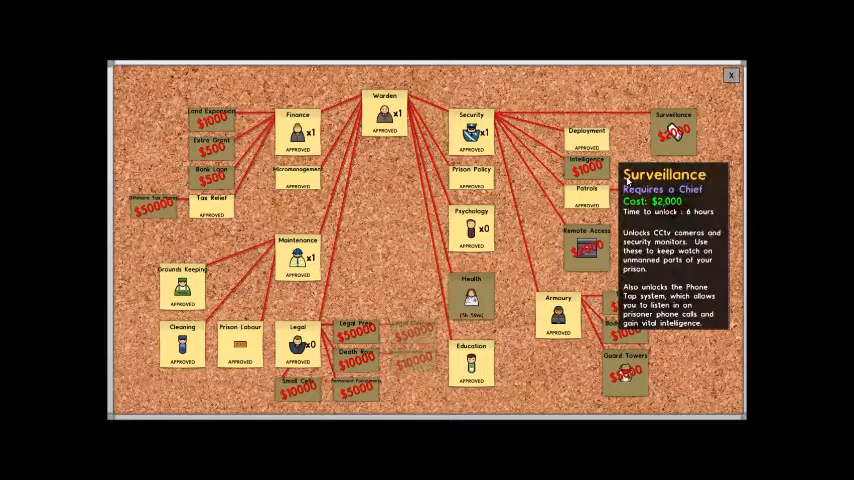 X
Warden
APPROVED
x1
Land Expansion
$1000
Finance
x1
APPROVED
Security
x1
APPROVED
Surveillance
$2000
Extra Grant
$500
Deployment
APPROVED
Bank Loan
$500
Micromanagement
APPROVED
Prison Policy
APPROVED
Intelligence
$1000
$50000
Tax Relief
APPROVED
Patrols
APPROVED
Psychology
x0
APPROVED
Remote Access
$2000
Surveillance
Requires a Chief
Cost: $2,000
Time to unlock : 6 hours
Unlocks CCtv cameras and
security monitors. Use
these to keep watch on
unmanned parts of your
prison.
Also unlocks the Phone
Tap system, which allows
you to listen in on
prisoner phone calls and
gain vital intelligence.
Maintenance
x1
APPROVED
Grounds Keeping
APPROVED
Health
Armoury
APPROVED
Cleaning
APPROVED
Prison Labour
APPROVED
Legal
x0
APPROVED
$50000
Death Row
$10000
$10000
Small Cells
$10000
$5000
Education
APPROVED
Guard Towers